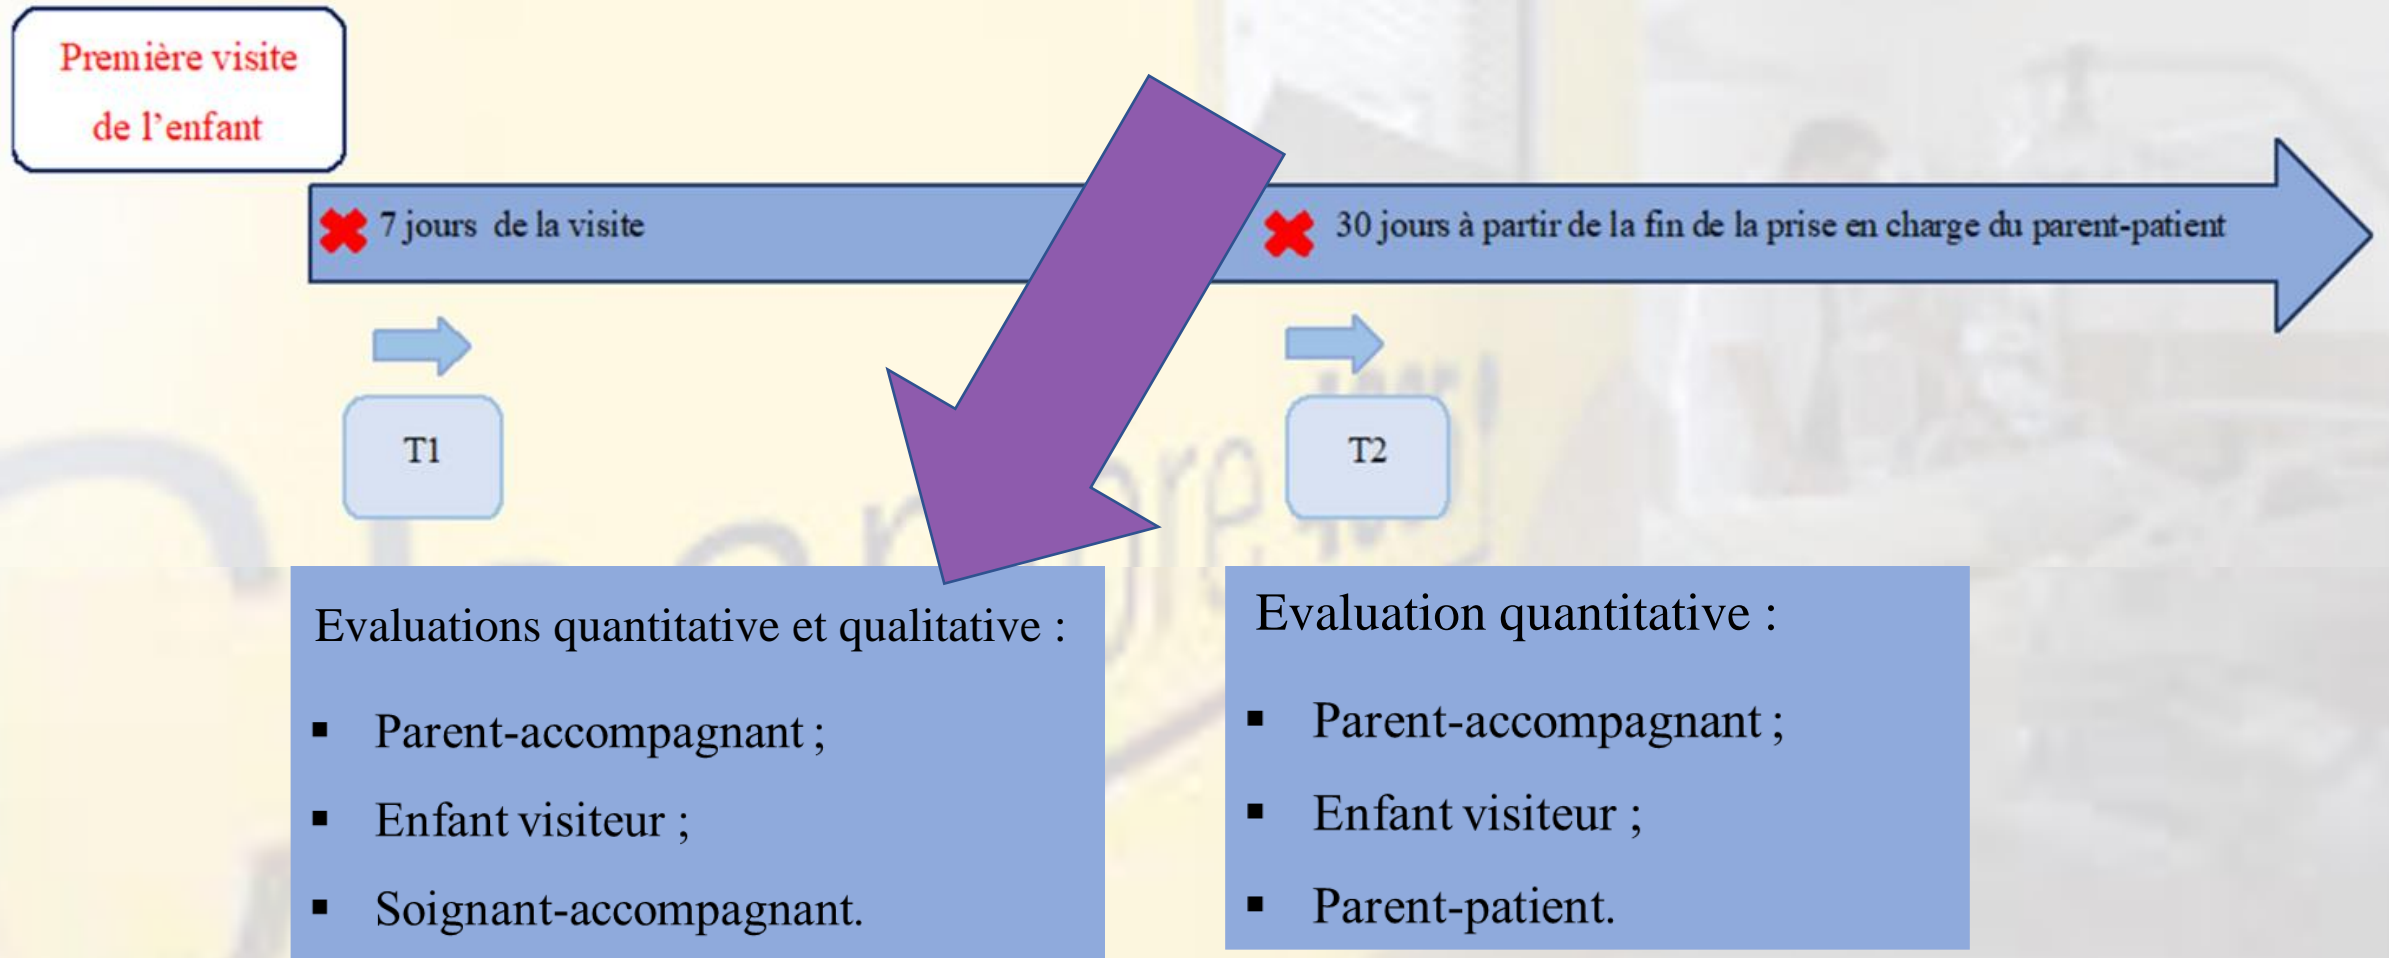 Première visite
de l’enfant
7 jours de la visite
30 jours à partir de la fin de la prise en charge du parent-patient
T1
T2
Evaluations quantitative et qualitative :
▪ Parent-accompagnant ;
▪ Enfant visiteur ;
▪ Soignant-accompagnant.
Evaluation quantitative :
▪ Parent-accompagnant ;
▪ Enfant visiteur ;
▪ Parent-patient.